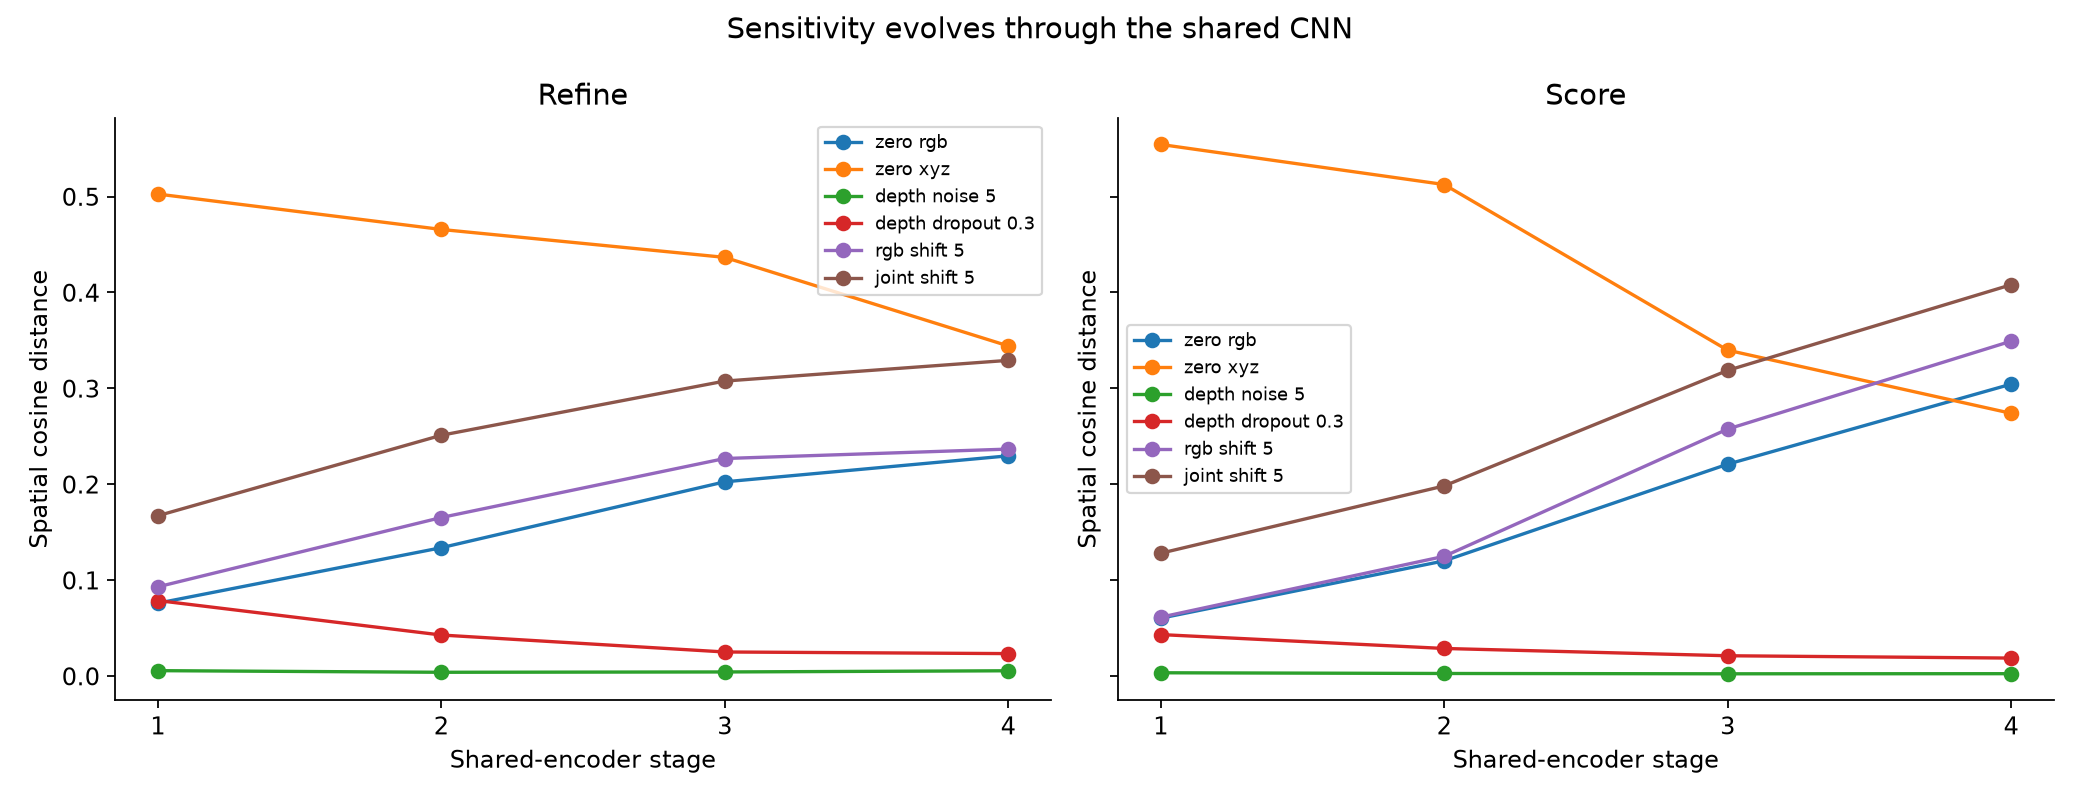 Sensitivity evolves through the shared CNN
Refine
Spatial cosine distance
0.5
0.4
0.3
0.2
0.1
0.0
zero rgb
zero xyz
depth noise 5
depth dropout 0.3
rgb shift 5
joint shift 5
1 2 3 4
Shared-encoder stage
Score
Spatial cosine distance
zero rgb
zero xyz
depth noise 5
depth dropout 0.3
rgb shift 5
joint shift 5
1 2 3 4
Shared-encoder stage